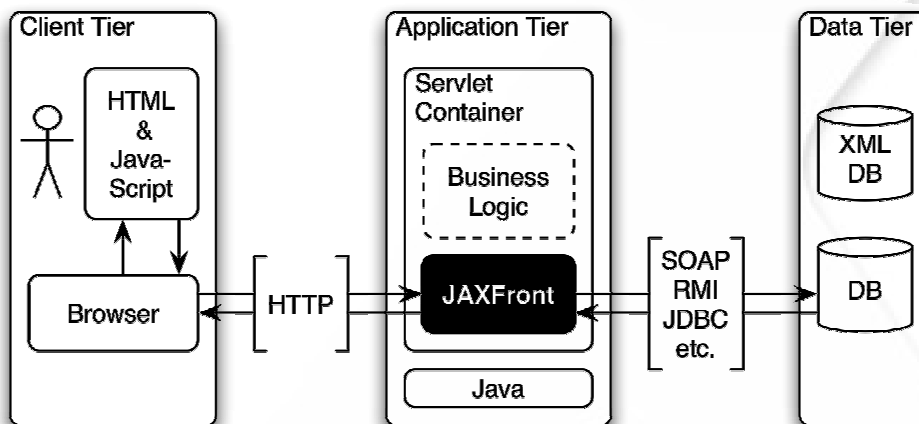 Client Tier
HTML
&
Java-
Script
Browser
HTTP
Application Tier
Servlet
Container
Business
Logic
JAXFront
Java
SOAP
RMI
JDBC
etc.
Data Tier
XML
DB
DB